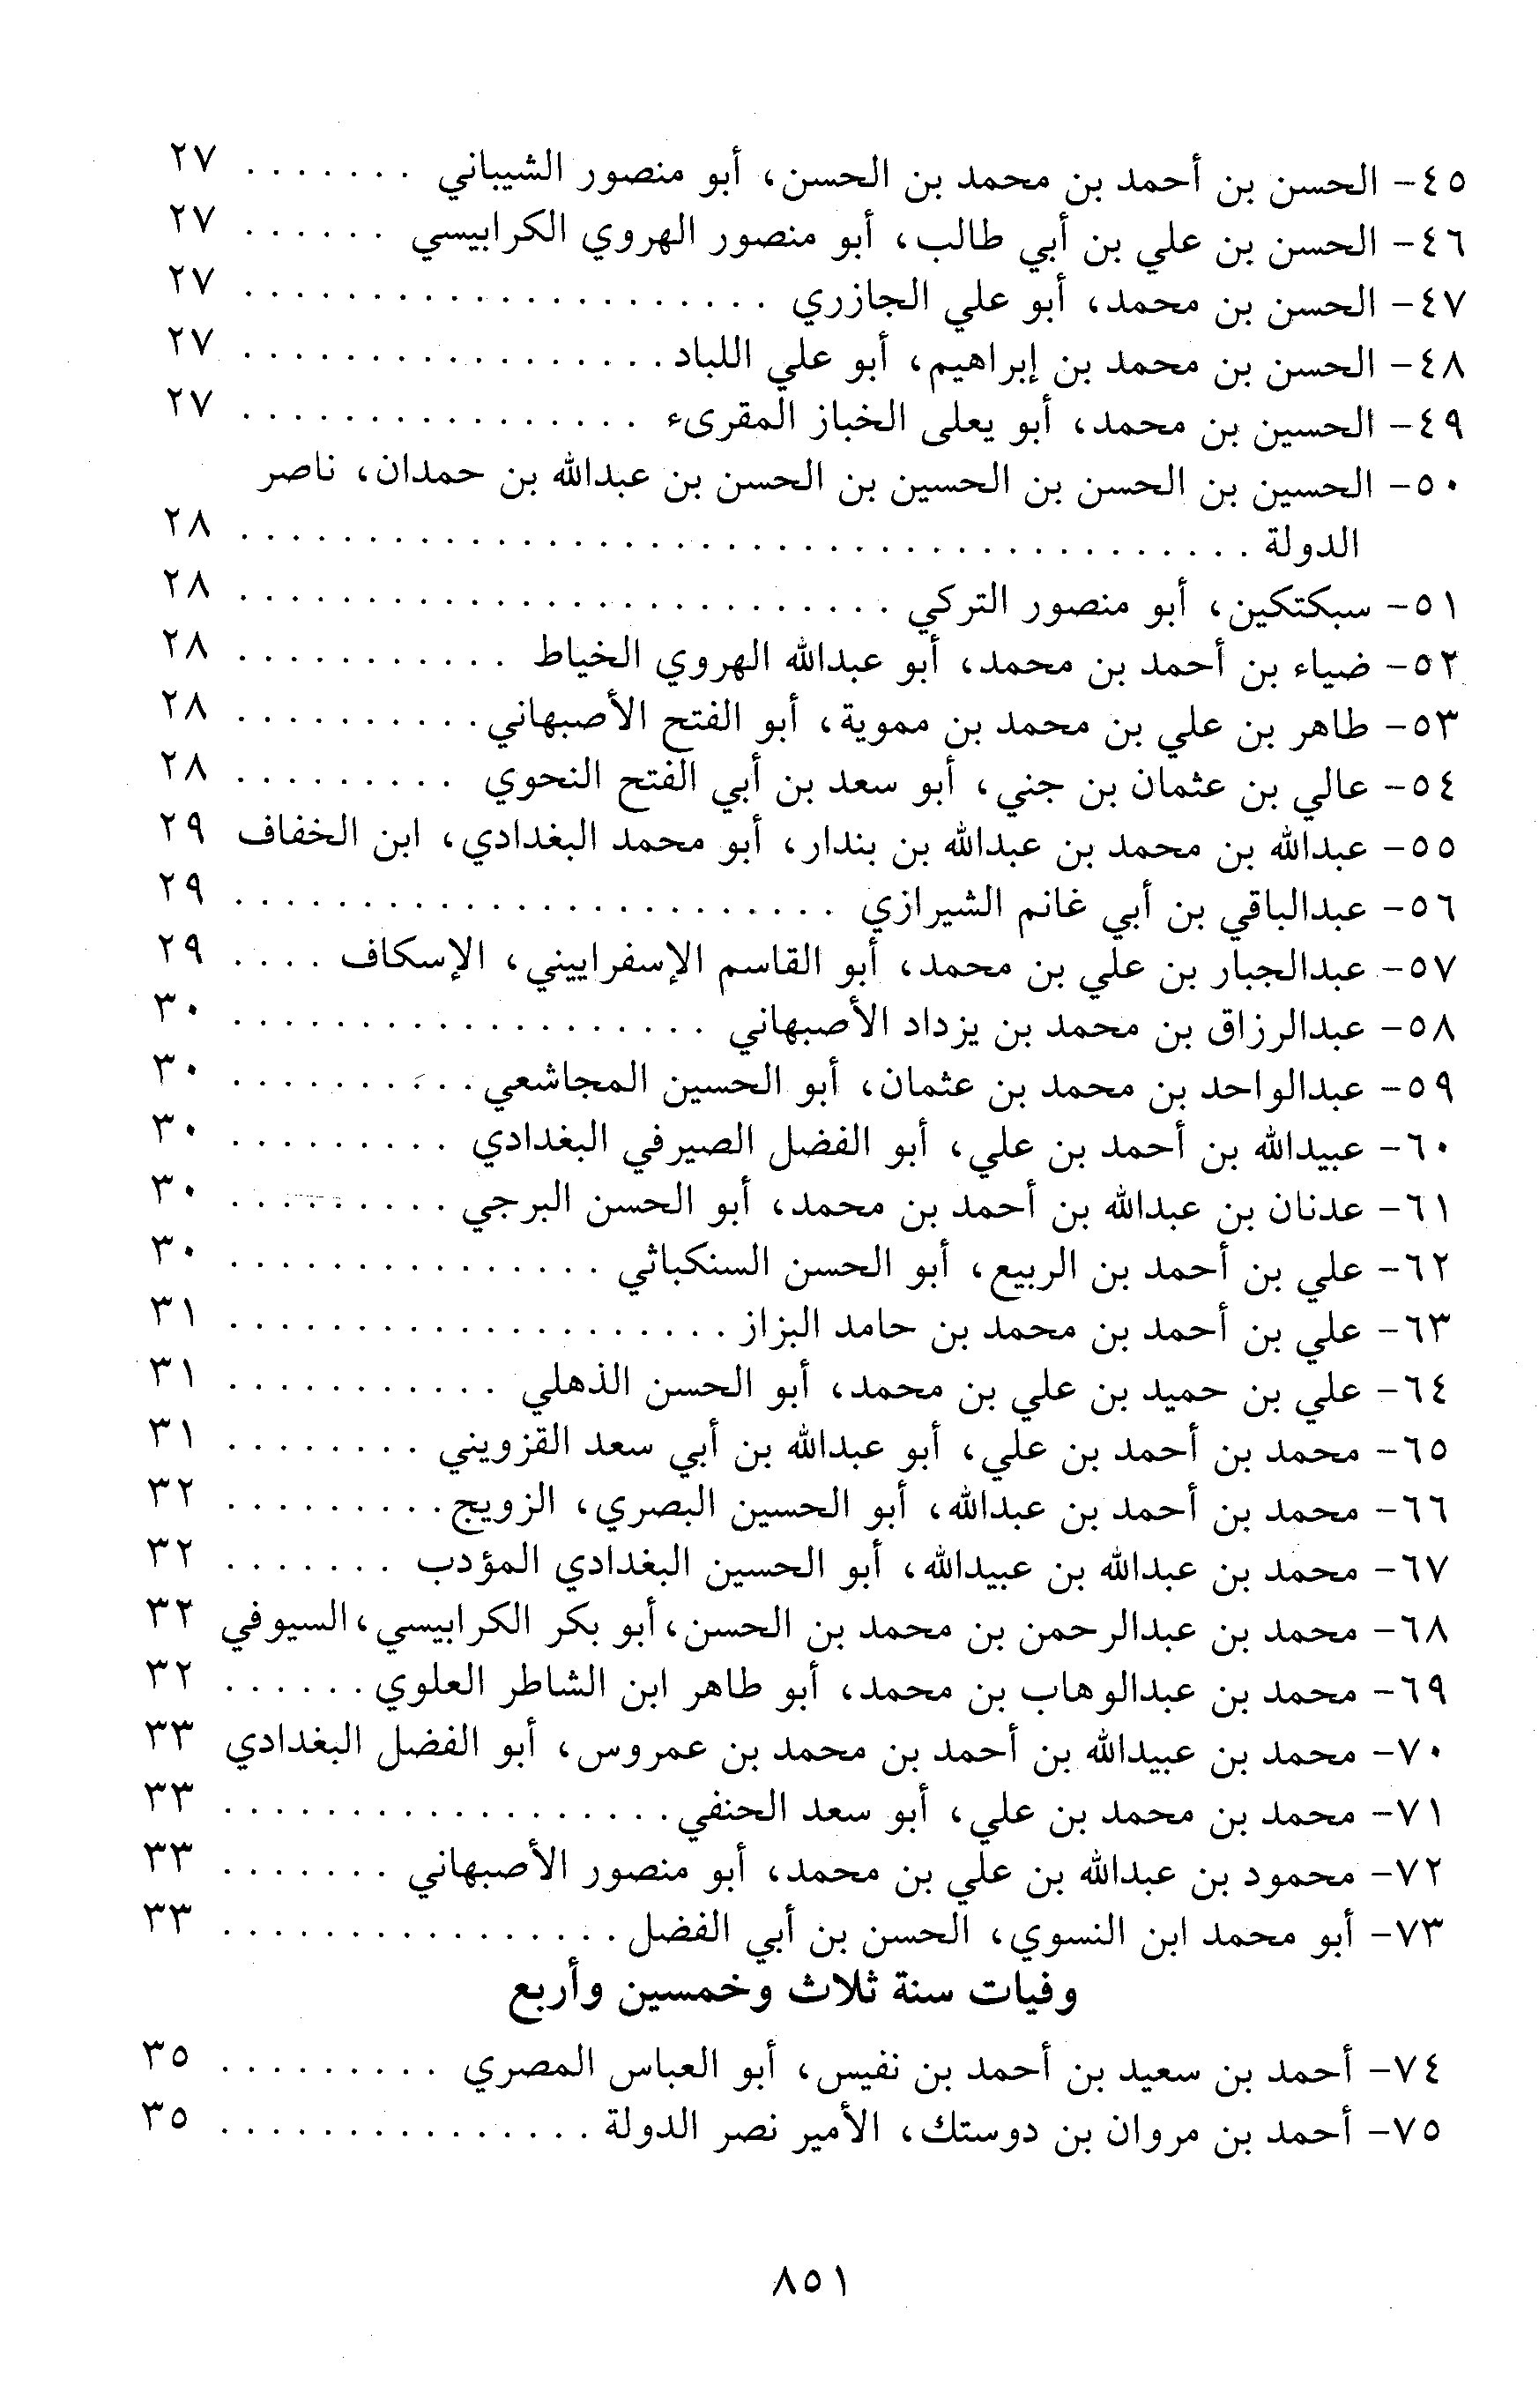 ٤٥- الحسن بن أحمد بن محمد بن الحسن، أبو منصور الشيباني . . . . . . . ٢٧
٤٦- الحسن بن علي بن أبي طالب، أبو منصور الهروي الكرابيسي . . . . . . ٢٧
٤٧- الحسن بن محمد، أبو علي الجازري . . . . . . . . . . . . . . . . . . . . . ٢٧
٤٨- الحسن بن محمد بن إبراهيم، أبو علي اللباد . . . . . . . . . . . . . . . . . ٢٧
٤٩- الحسين بن محمد، أبو يعلى الخباز المقرىء . . . . . . . . . . . . . . . . ٢٧
٥٠- الحسين بن الحسن بن الحسين بن الحسن بن عبدالله بن حمدان، ناصر
الدولة . . . . . . . . . . . . . . . . . . . . . . . . . . . . . . . . . . . . . . . . ٢٨
٥١- سبكتكين، أبو منصور التركي . . . . . . . . . . . . . . . . . . . . . . . . . . ٢٨
٥٢- ضياء بن أحمد بن محمد، أبو عبدالله الهروي الخياط . . . . . . . . . . . ٢٨
٥٣- طاهر بن علي بن محمد بن مموية، أبو الفتح الأصبهاني . . . . . . . . . . ٢٨
٥٤- عالي بن عثمان بن جني، أبو سعد بن أبي الفتح النحوي . . . . . . . . . ٢٨
٥٥- عبدالله بن محمد بن عبدالله بن بندار، أبو محمد البغدادي، ابن الخفاف ٢٩
٥٦- عبدالباقي بن أبي غانم الشيرازي . . . . . . . . . . . . . . . . . . . . . . . . ٢٩
٥٧- عبدالجبار بن علي بن محمد، أبو القاسم الإسفراييني، الإسكاف . . . . ٢٩
٥٨- عبدالرزاق بن محمد بن يزداد الأصبهاني . . . . . . . . . . . . . . . . . . . ٣٠
٥٩- عبدالواحد بن محمد بن عثمان، أبو الحسين المجاشعي . . . . . . . . . . ٣٠
٦٠- عبيدالله بن أحمد بن علي، أبو الفضل الصيرفي البغدادي . . . . . . . . . ٣٠
٦١- عدنان بن عبدالله بن أحمد بن محمد، أبو الحسن البرجي . . . . . . . . . ٣٠
٦٢- علي بن أحمد بن الربيع، أبو الحسن السنكباثي . . . . . . . . . . . . . . . ٣٠
٦٣- علي بن أحمد بن محمد بن حامد البزاز . . . . . . . . . . . . . . . . . . . . ٣١
٦٤- علي بن حميد بن علي بن محمد، أبو الحسن الذهلي . . . . . . . . . . . ٣١
٦٥- محمد بن أحمد بن علي، أبو عبدالله بن أبي سعد القزويني . . . . . . . . ٣١
٦٦- محمد بن أحمد بن عبدالله، أبو الحسين البصري، الزويج . . . . . . . . . ٣٢
٦٧- محمد بن عبدالله بن عبيدالله، أبو الحسين البغدادي المؤدب . . . . . . . ٣٢
٦٨- محمد بن عبدالرحمن بن محمد بن الحسن، أبو بكر الكرابيسي، السيوفي ٣٢
٦٩- محمد بن عبدالوهاب بن محمد، أبو طاهر ابن الشاطر العلوي . . . . . . ٣٢
٧٠- محمد بن عبيدالله بن أحمد بن محمد بن عمروس، أبو الفضل البغدادي ٣٣
٧١- محمد بن محمد بن علي، أبو سعد الحنفي . . . . . . . . . . . . . . . . . . ٣٣
٧٢- محمود بن عبدالله بن علي بن محمد، أبو منصور الأصبهاني . . . . . . . ٣٣
٧٣- أبو محمد ابن النسوي، الحسن بن أبي الفضل . . . . . . . . . . . . . . . . ٣٣
وفيات سنة ثلاث وخمسين وأربع
٧٤- أحمد بن سعيد بن أحمد بن نفيس، أبو العباس المصري . . . . . . . . . ٣٥
٧٥- أحمد بن مروان بن دوستك، الأمير نصر الدولة . . . . . . . . . . . . . . . ٣٥
٨٥١